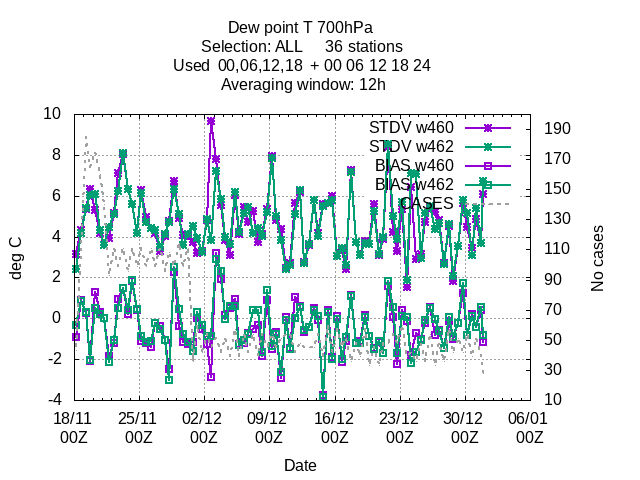 Dew point T 700hPa
Selection: ALL 36 stations
Used 00,06,12,18 + 00 06 12 18 24
Averaging window: 12h
deg C
10
8
6
4
2
0
-2
-4
STDV w460
STDV w462
BIAS w460
BIAS w462
CASES
190
170
150
130
110
90
70
50
30
10
No cases
18/11 25/11 02/12 09/12 16/12 23/12 30/12 06/01
00Z 00Z 00Z 00Z 00Z 00Z 00Z 00Z
Date